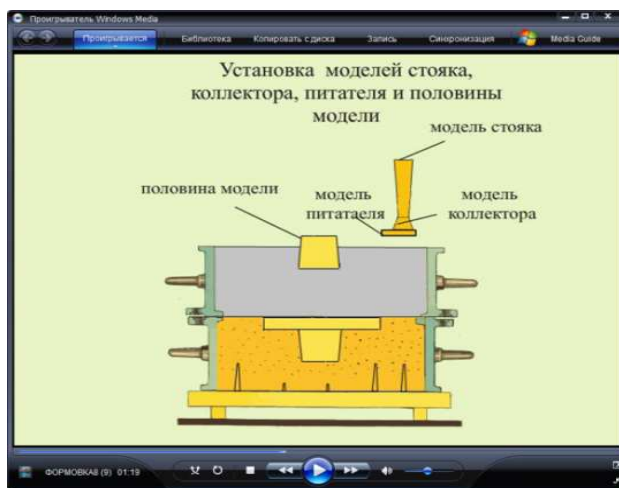 Проигрыватель Windows Media
Проигрывается Библиотека Копировать с диска Запись Синхронизация Media Guide
Установка моделей стояка,
коллектора, питателя и половины
модели
модель стояка
половина модели
модель
питатаеля
модель
коллектора
ФОРМОВКА8 (9) 01:19